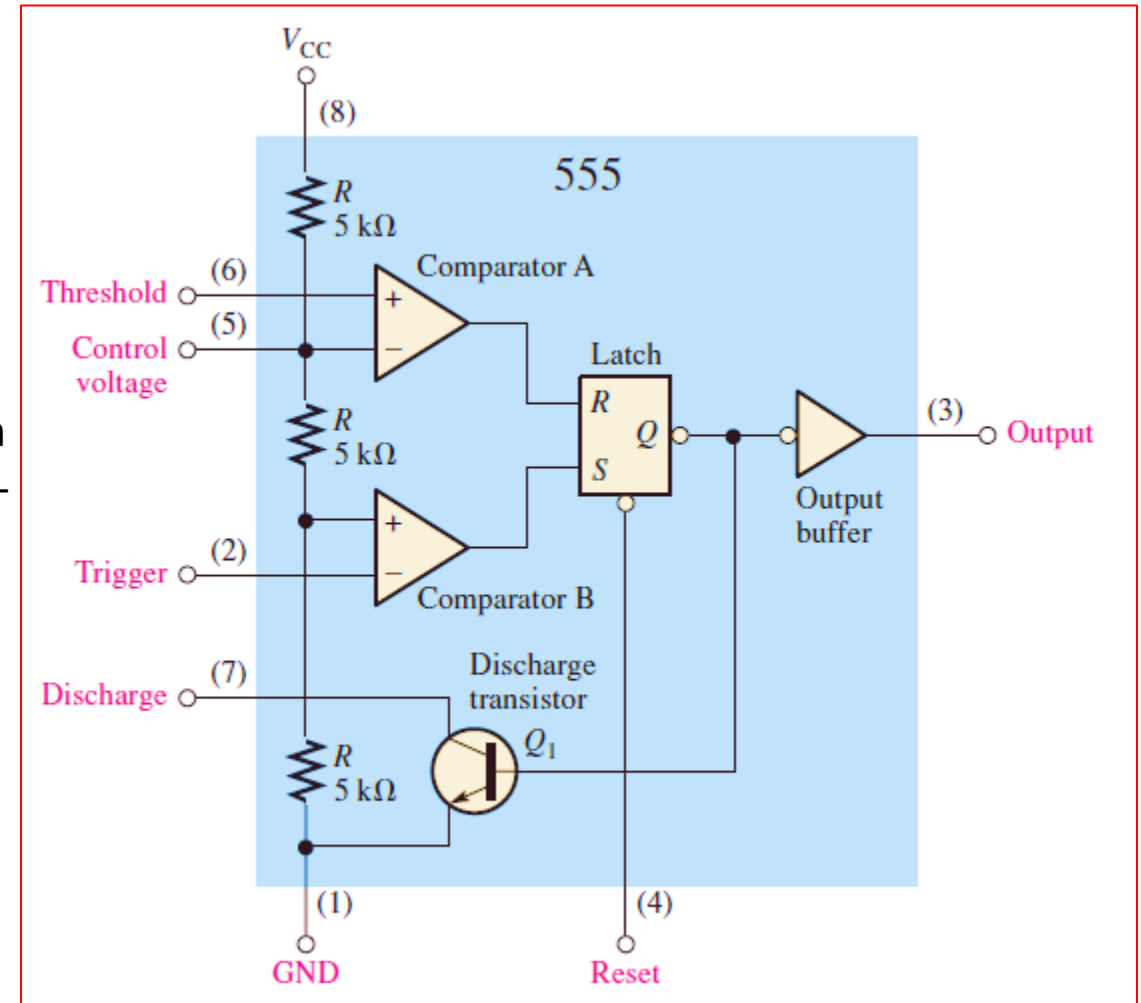 V_CC
(8)
555
R
5 kΩ
Comparator A
(6)
Threshold
+
(5)
Control
voltage
−
Latch
R
R
5 kΩ
Q
(3)
Output
S
Output
buffer
+
(2)
Trigger
−
Comparator B
(7)
Discharge
Discharge
transistor
Q₁
R
5 kΩ
(1)
(4)
GND
Reset